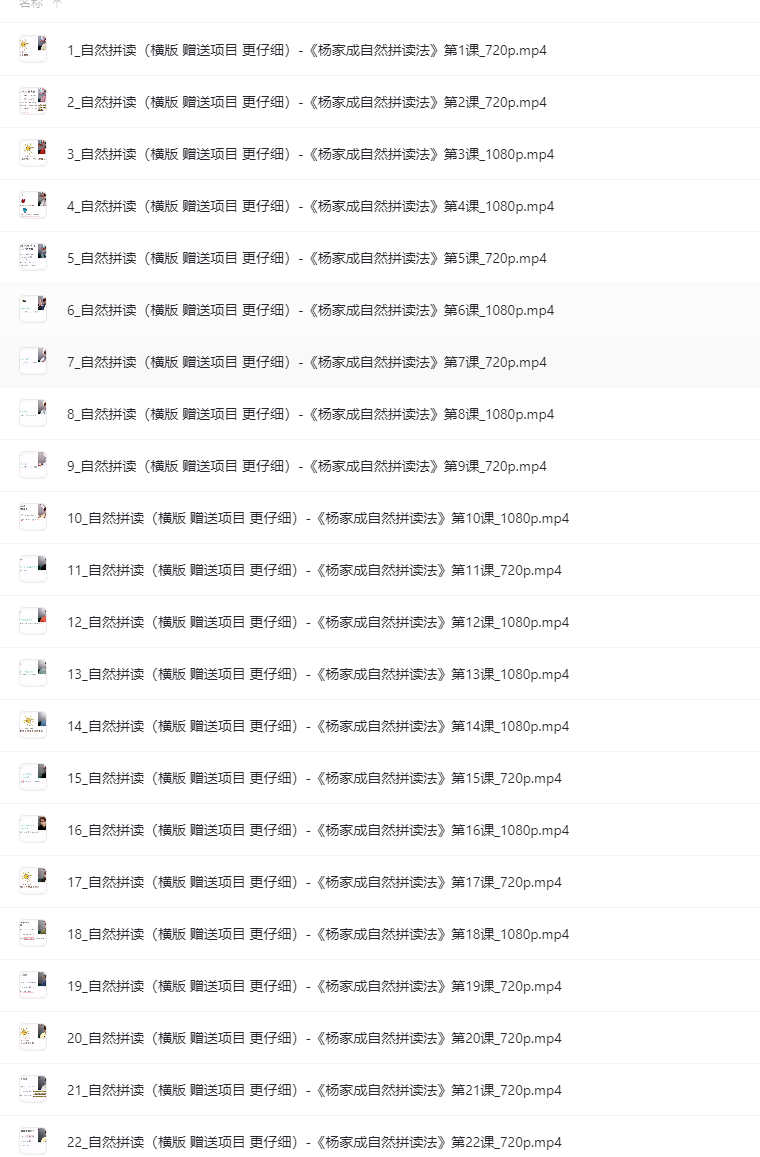 名称 ↑
1_自然拼读（横版 赠送项目 更仔细）-《杨家成自然拼读法》第1课_720p.mp4
2_自然拼读（横版 赠送项目 更仔细）-《杨家成自然拼读法》第2课_720p.mp4
3_自然拼读（横版 赠送项目 更仔细）-《杨家成自然拼读法》第3课_1080p.mp4
4_自然拼读（横版 赠送项目 更仔细）-《杨家成自然拼读法》第4课_1080p.mp4
5_自然拼读（横版 赠送项目 更仔细）-《杨家成自然拼读法》第5课_720p.mp4
6_自然拼读（横版 赠送项目 更仔细）-《杨家成自然拼读法》第6课_1080p.mp4
7_自然拼读（横版 赠送项目 更仔细）-《杨家成自然拼读法》第7课_720p.mp4
8_自然拼读（横版 赠送项目 更仔细）-《杨家成自然拼读法》第8课_1080p.mp4
9_自然拼读（横版 赠送项目 更仔细）-《杨家成自然拼读法》第9课_720p.mp4
10_自然拼读（横版 赠送项目 更仔细）-《杨家成自然拼读法》第10课_1080p.mp4
11_自然拼读（横版 赠送项目 更仔细）-《杨家成自然拼读法》第11课_720p.mp4
12_自然拼读（横版 赠送项目 更仔细）-《杨家成自然拼读法》第12课_1080p.mp4
13_自然拼读（横版 赠送项目 更仔细）-《杨家成自然拼读法》第13课_1080p.mp4
14_自然拼读（横版 赠送项目 更仔细）-《杨家成自然拼读法》第14课_1080p.mp4
15_自然拼读（横版 赠送项目 更仔细）-《杨家成自然拼读法》第15课_720p.mp4
16_自然拼读（横版 赠送项目 更仔细）-《杨家成自然拼读法》第16课_1080p.mp4
17_自然拼读（横版 赠送项目 更仔细）-《杨家成自然拼读法》第17课_720p.mp4
18_自然拼读（横版 赠送项目 更仔细）-《杨家成自然拼读法》第18课_1080p.mp4
19_自然拼读（横版 赠送项目 更仔细）-《杨家成自然拼读法》第19课_720p.mp4
20_自然拼读（横版 赠送项目 更仔细）-《杨家成自然拼读法》第20课_720p.mp4
21_自然拼读（横版 赠送项目 更仔细）-《杨家成自然拼读法》第21课_720p.mp4
22_自然拼读（横版 赠送项目 更仔细）-《杨家成自然拼读法》第22课_720p.mp4